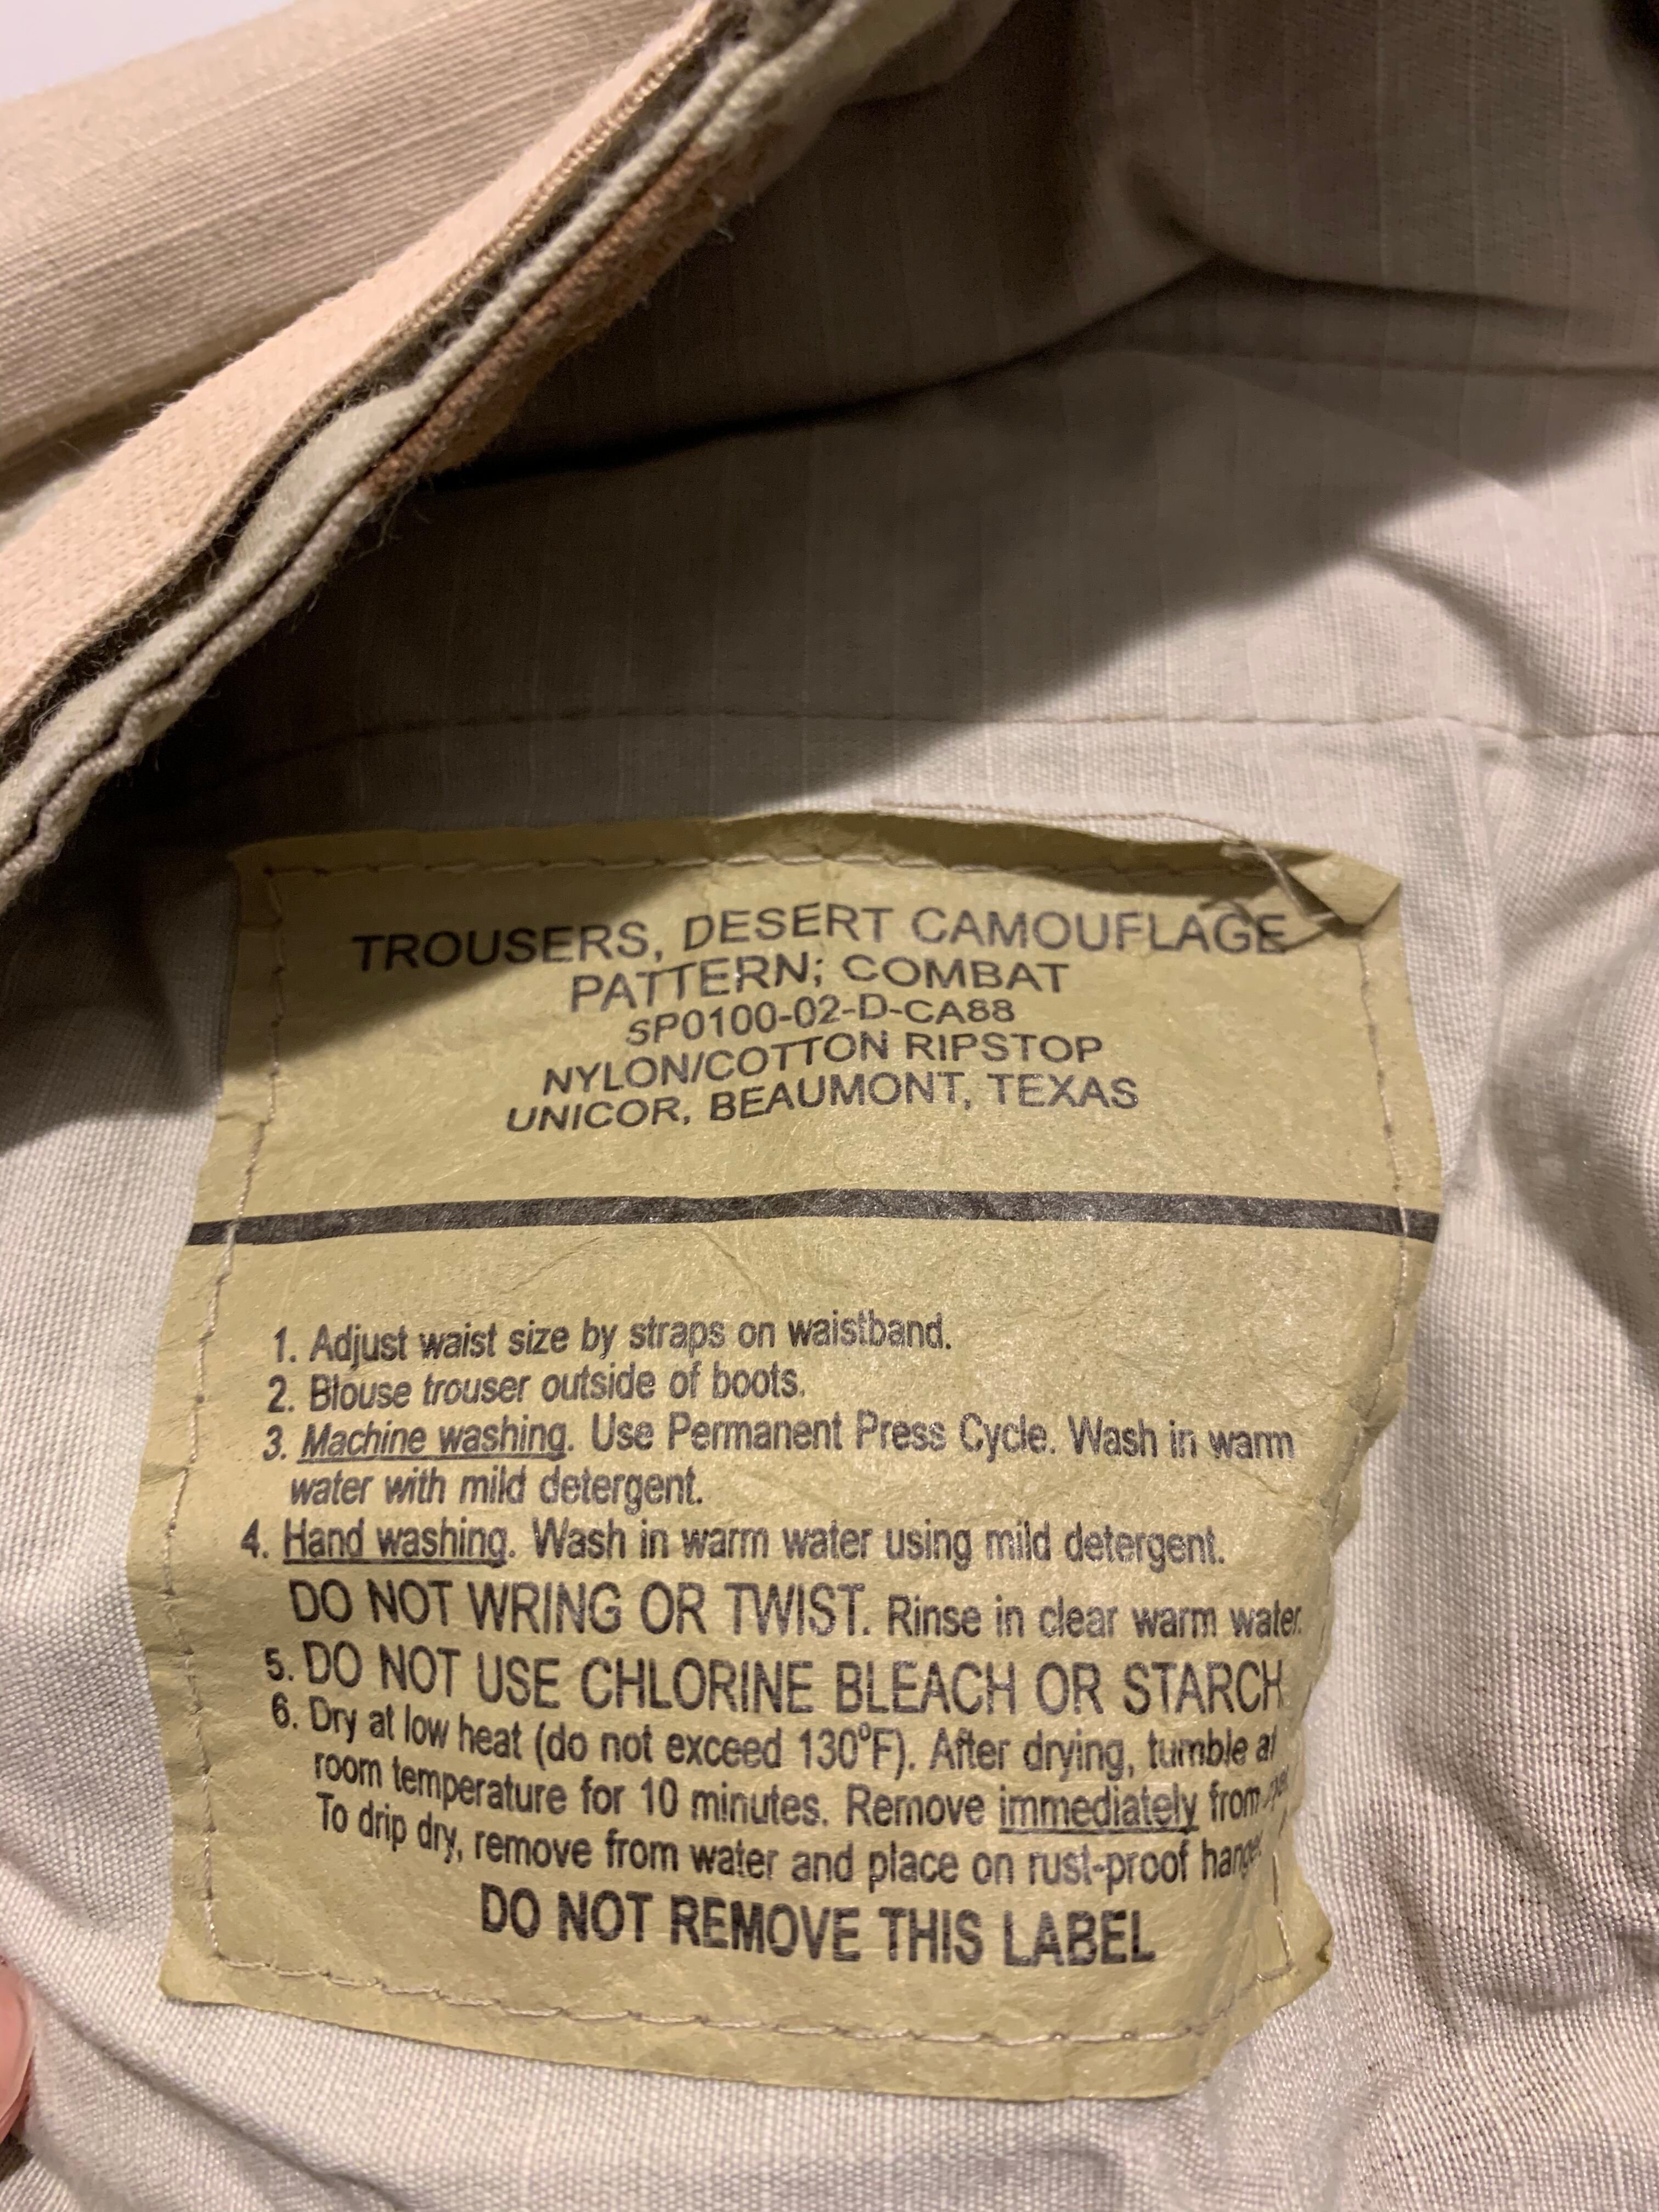 TROUSERS, DESERT CAMOUFLAGE
PATTERN; COMBAT
SP0100-02-D-CA88
NYLON/COTTON RIPSTOP
UNICOR, BEAUMONT, TEXAS
1. Adjust waist size by straps on waistband.
2. Blouse trouser outside of boots.
3. Machine washing. Use Permanent Press Cycle. Wash in warm
water with mild detergent.
4. Hand washing. Wash in warm water using mild detergent.
DO NOT WRING OR TWIST. Rinse in clear warm water.
5. DO NOT USE CHLORINE BLEACH OR STARCH
6. Dry at low heat (do not exceed 130°F). After drying, tumble at
room temperature for 10 minutes. Remove immediately from
To drip dry, remove from water and place on rust-proof
DO NOT REMOVE THIS LABEL